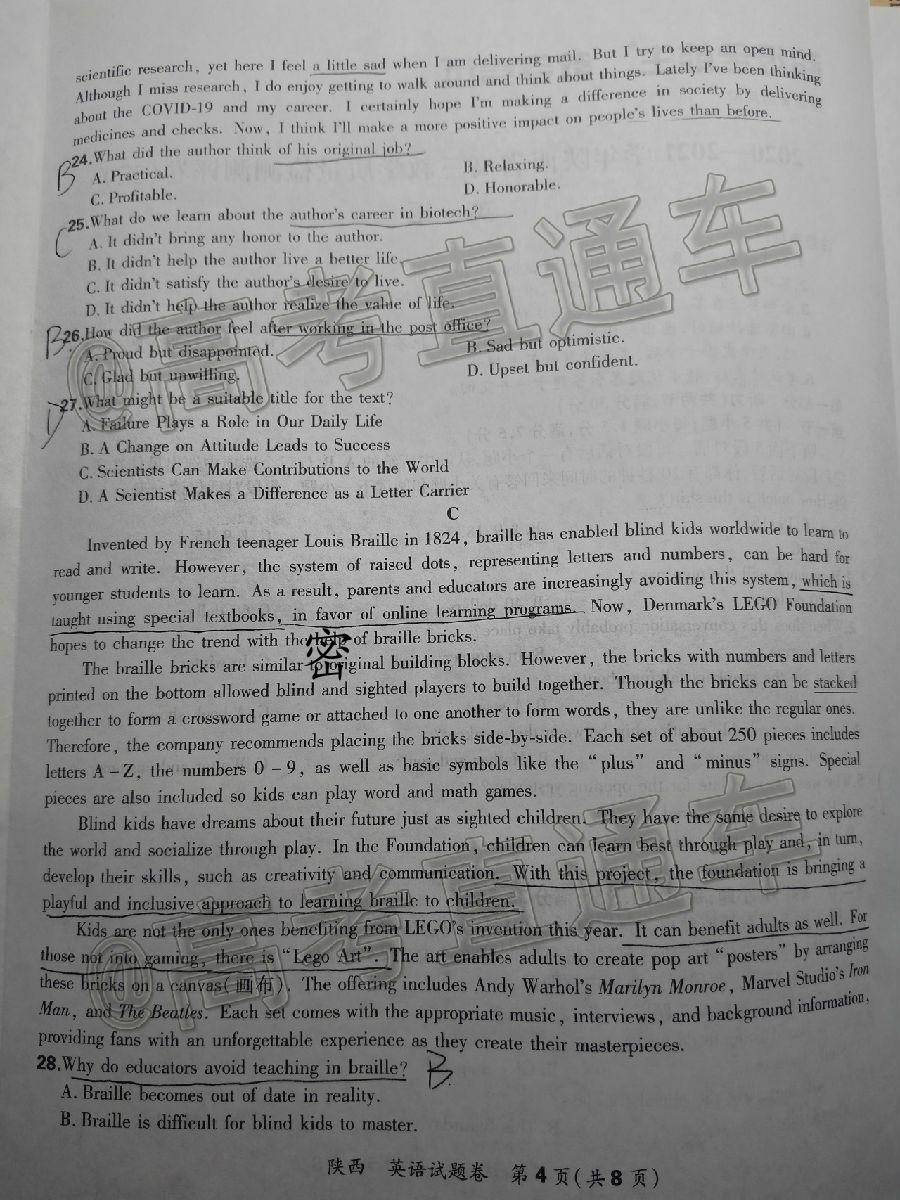 scientific research, yet here I feel a little sad when I am delivering mail. But I try to keep an open mind.
Although I miss research, I do enjoy getting to walk around and think about things. Lately I've been thinking
about the COVID-19 and my career. I certainly hope I'm making a difference in society by delivering
medicines and checks. Now, I think I'll make a more positive impact on people's lives than before.
B 24.What did the author think of his original job?
A. Practical. B. Relaxing.
C. Profitable. D. Honorable.
C 25.What do we learn about the author's career in biotech?
A. It didn't bring any honor to the author.
B. It didn't help the author live a better life.
C. It didn't satisfy the author's desire to live.
D. It didn't help the author realize the value of life.
B 26.How did the author feel after working in the post office?
A. Proud but disappointed. B. Sad but optimistic.
C. Glad but unwilling. D. Upset but confident.
D 27.What might be a suitable title for the text?
A. Failure Plays a Role in Our Daily Life
B. A Change on Attitude Leads to Success
C. Scientists Can Make Contributions to the World
D. A Scientist Makes a Difference as a Letter Carrier
C
Invented by French teenager Louis Braille in 1824, braille has enabled blind kids worldwide to learn to
read and write. However, the system of raised dots, representing letters and numbers, can be hard for
younger students to learn. As a result, parents and educators are increasingly avoiding this system, which is
taught using special textbooks, in favor of online learning programs. Now, Denmark's LEGO Foundation
hopes to change the trend with the help of braille bricks.
The braille bricks are similar to original building blocks. However, the bricks with numbers and letters
printed on the bottom allowed blind and sighted players to build together. Though the bricks can be stacked
together to form a crossword game or attached to one another to form words, they are unlike the regular ones.
Therefore, the company recommends placing the bricks side-by-side. Each set of about 250 pieces includes
letters A-Z, the numbers 0-9, as well as basic symbols like the "plus" and "minus" signs. Special
pieces are also included so kids can play word and math games.
Blind kids have dreams about their future just as sighted children. They have the same desire to explore
the world and socialize through play. In the Foundation, children can learn best through play and, in turn,
develop their skills, such as creativity and communication. With this project, the foundation is bringing a
playful and inclusive approach to learning braille to children.
Kids are not the only ones benefiting from LEGO's invention this year. It can benefit adults as well. For
those not into gaming, there is "Lego Art". The art enables adults to create pop art "posters" by arranging
these bricks on a canvas(画布). The offering includes Andy Warhol's Marilyn Monroe, Marvel Studio's Iron
Man, and The Beatles. Each set comes with the appropriate music, interviews, and background information,
providing fans with an unforgettable experience as they create their masterpieces.
28.Why do educators avoid teaching in braille? B
A. Braille becomes out of date in reality.
B. Braille is difficult for blind kids to master.
陕西 英语试题卷 第4页(共8页)
密
@高考直通车
@高考直通车